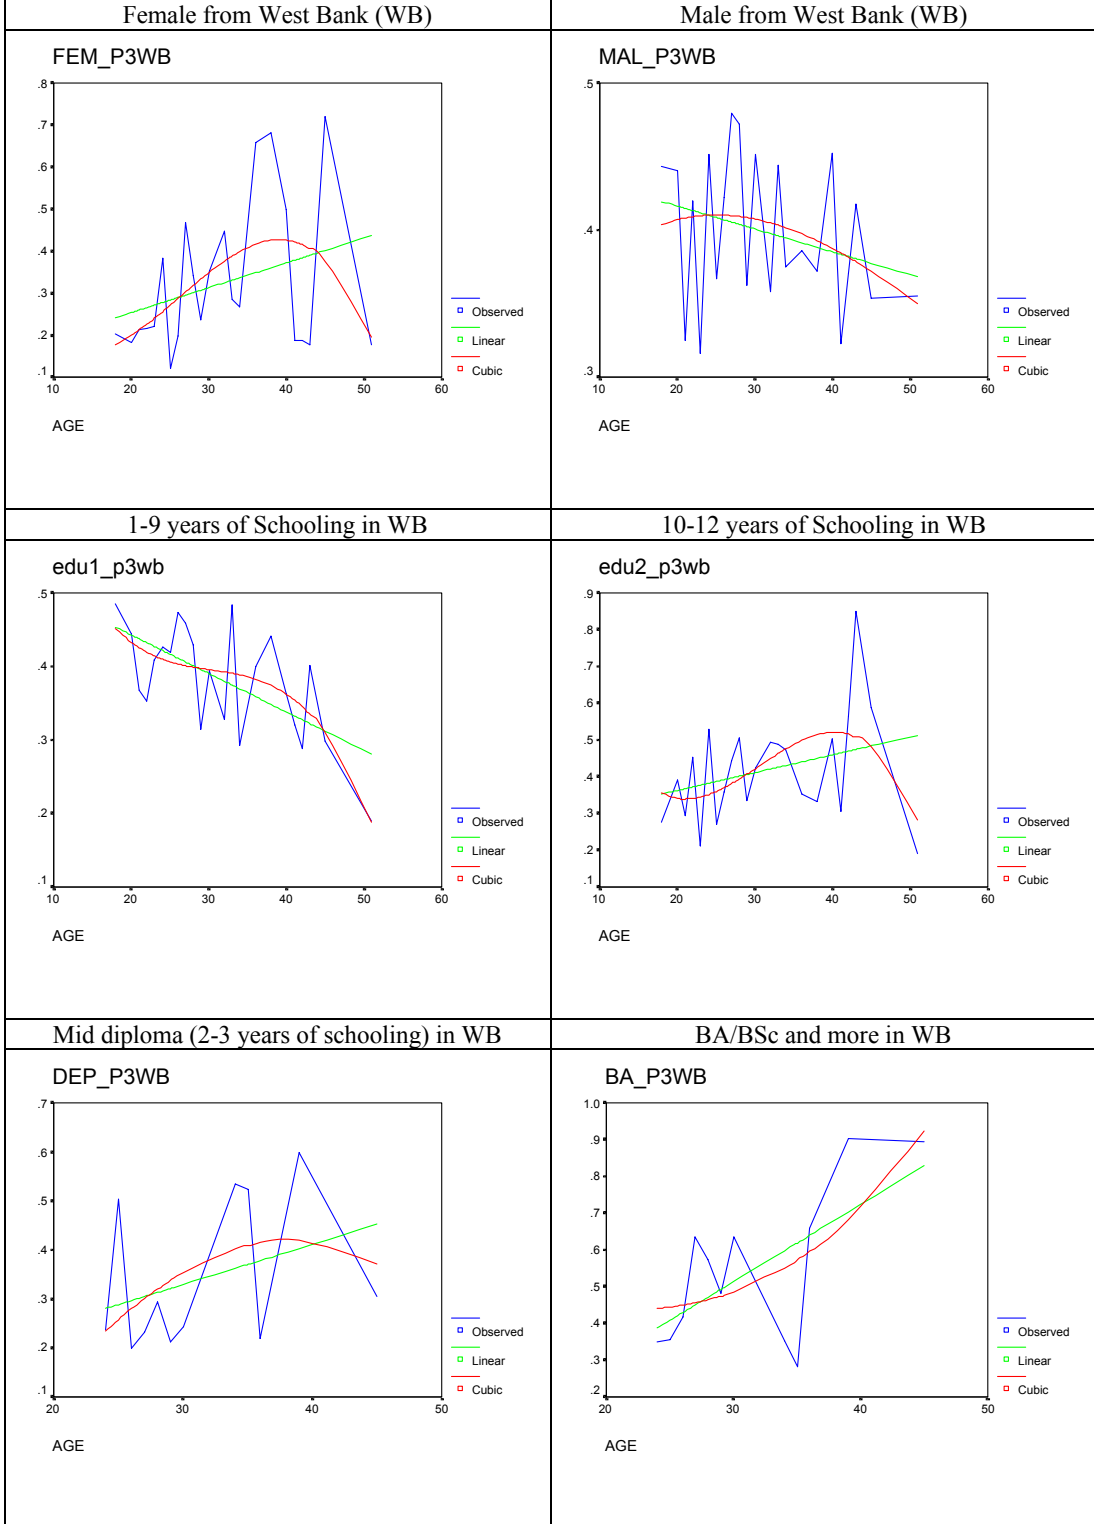 Female from West Bank (WB)
Male from West Bank (WB)
FEM_P3WB
.8
.7
.6
.5
.4
.3
.2
.1
10 20 30 40 50 60
AGE
Observed
Linear
Cubic
MAL_P3WB
.5
.4
.3
10 20 30 40 50 60
AGE
Observed
Linear
Cubic
1-9 years of Schooling in WB
10-12 years of Schooling in WB
edu1_p3wb
.5
.4
.3
.2
.1
10 20 30 40 50 60
AGE
Observed
Linear
Cubic
edu2_p3wb
.9
.8
.7
.6
.5
.4
.3
.2
.1
10 20 30 40 50 60
AGE
Observed
Linear
Cubic
Mid diploma (2-3 years of schooling) in WB
BA/BSc and more in WB
DEP_P3WB
.7
.6
.5
.4
.3
.2
.1
20 30 40 50
AGE
Observed
Linear
Cubic
BA_P3WB
1.0
.9
.8
.7
.6
.5
.4
.3
.2
20 30 40 50
AGE
Observed
Linear
Cubic